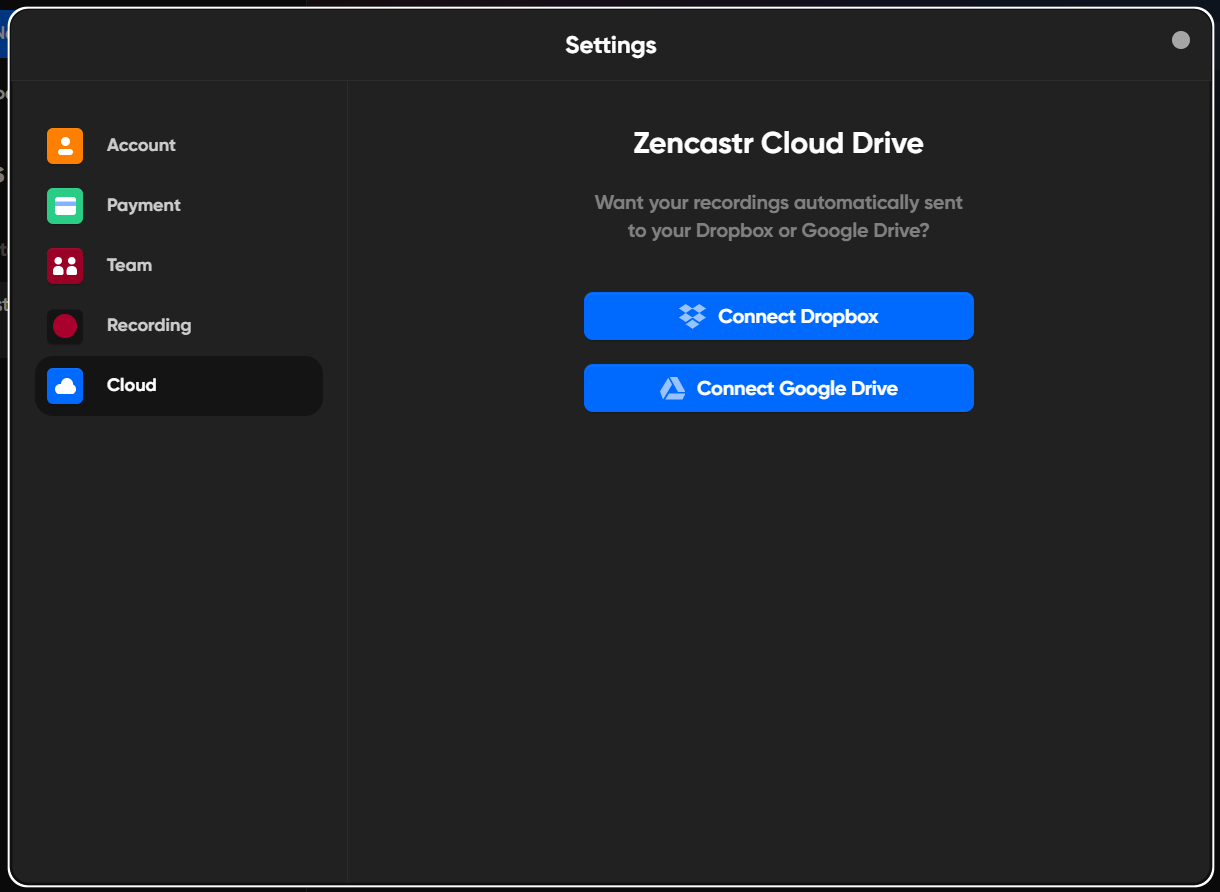 Settings
Account
Payment
Team
Recording
Cloud
Zencastr Cloud Drive
Want your recordings automatically sent
to your Dropbox or Google Drive?
Connect Dropbox
Connect Google Drive